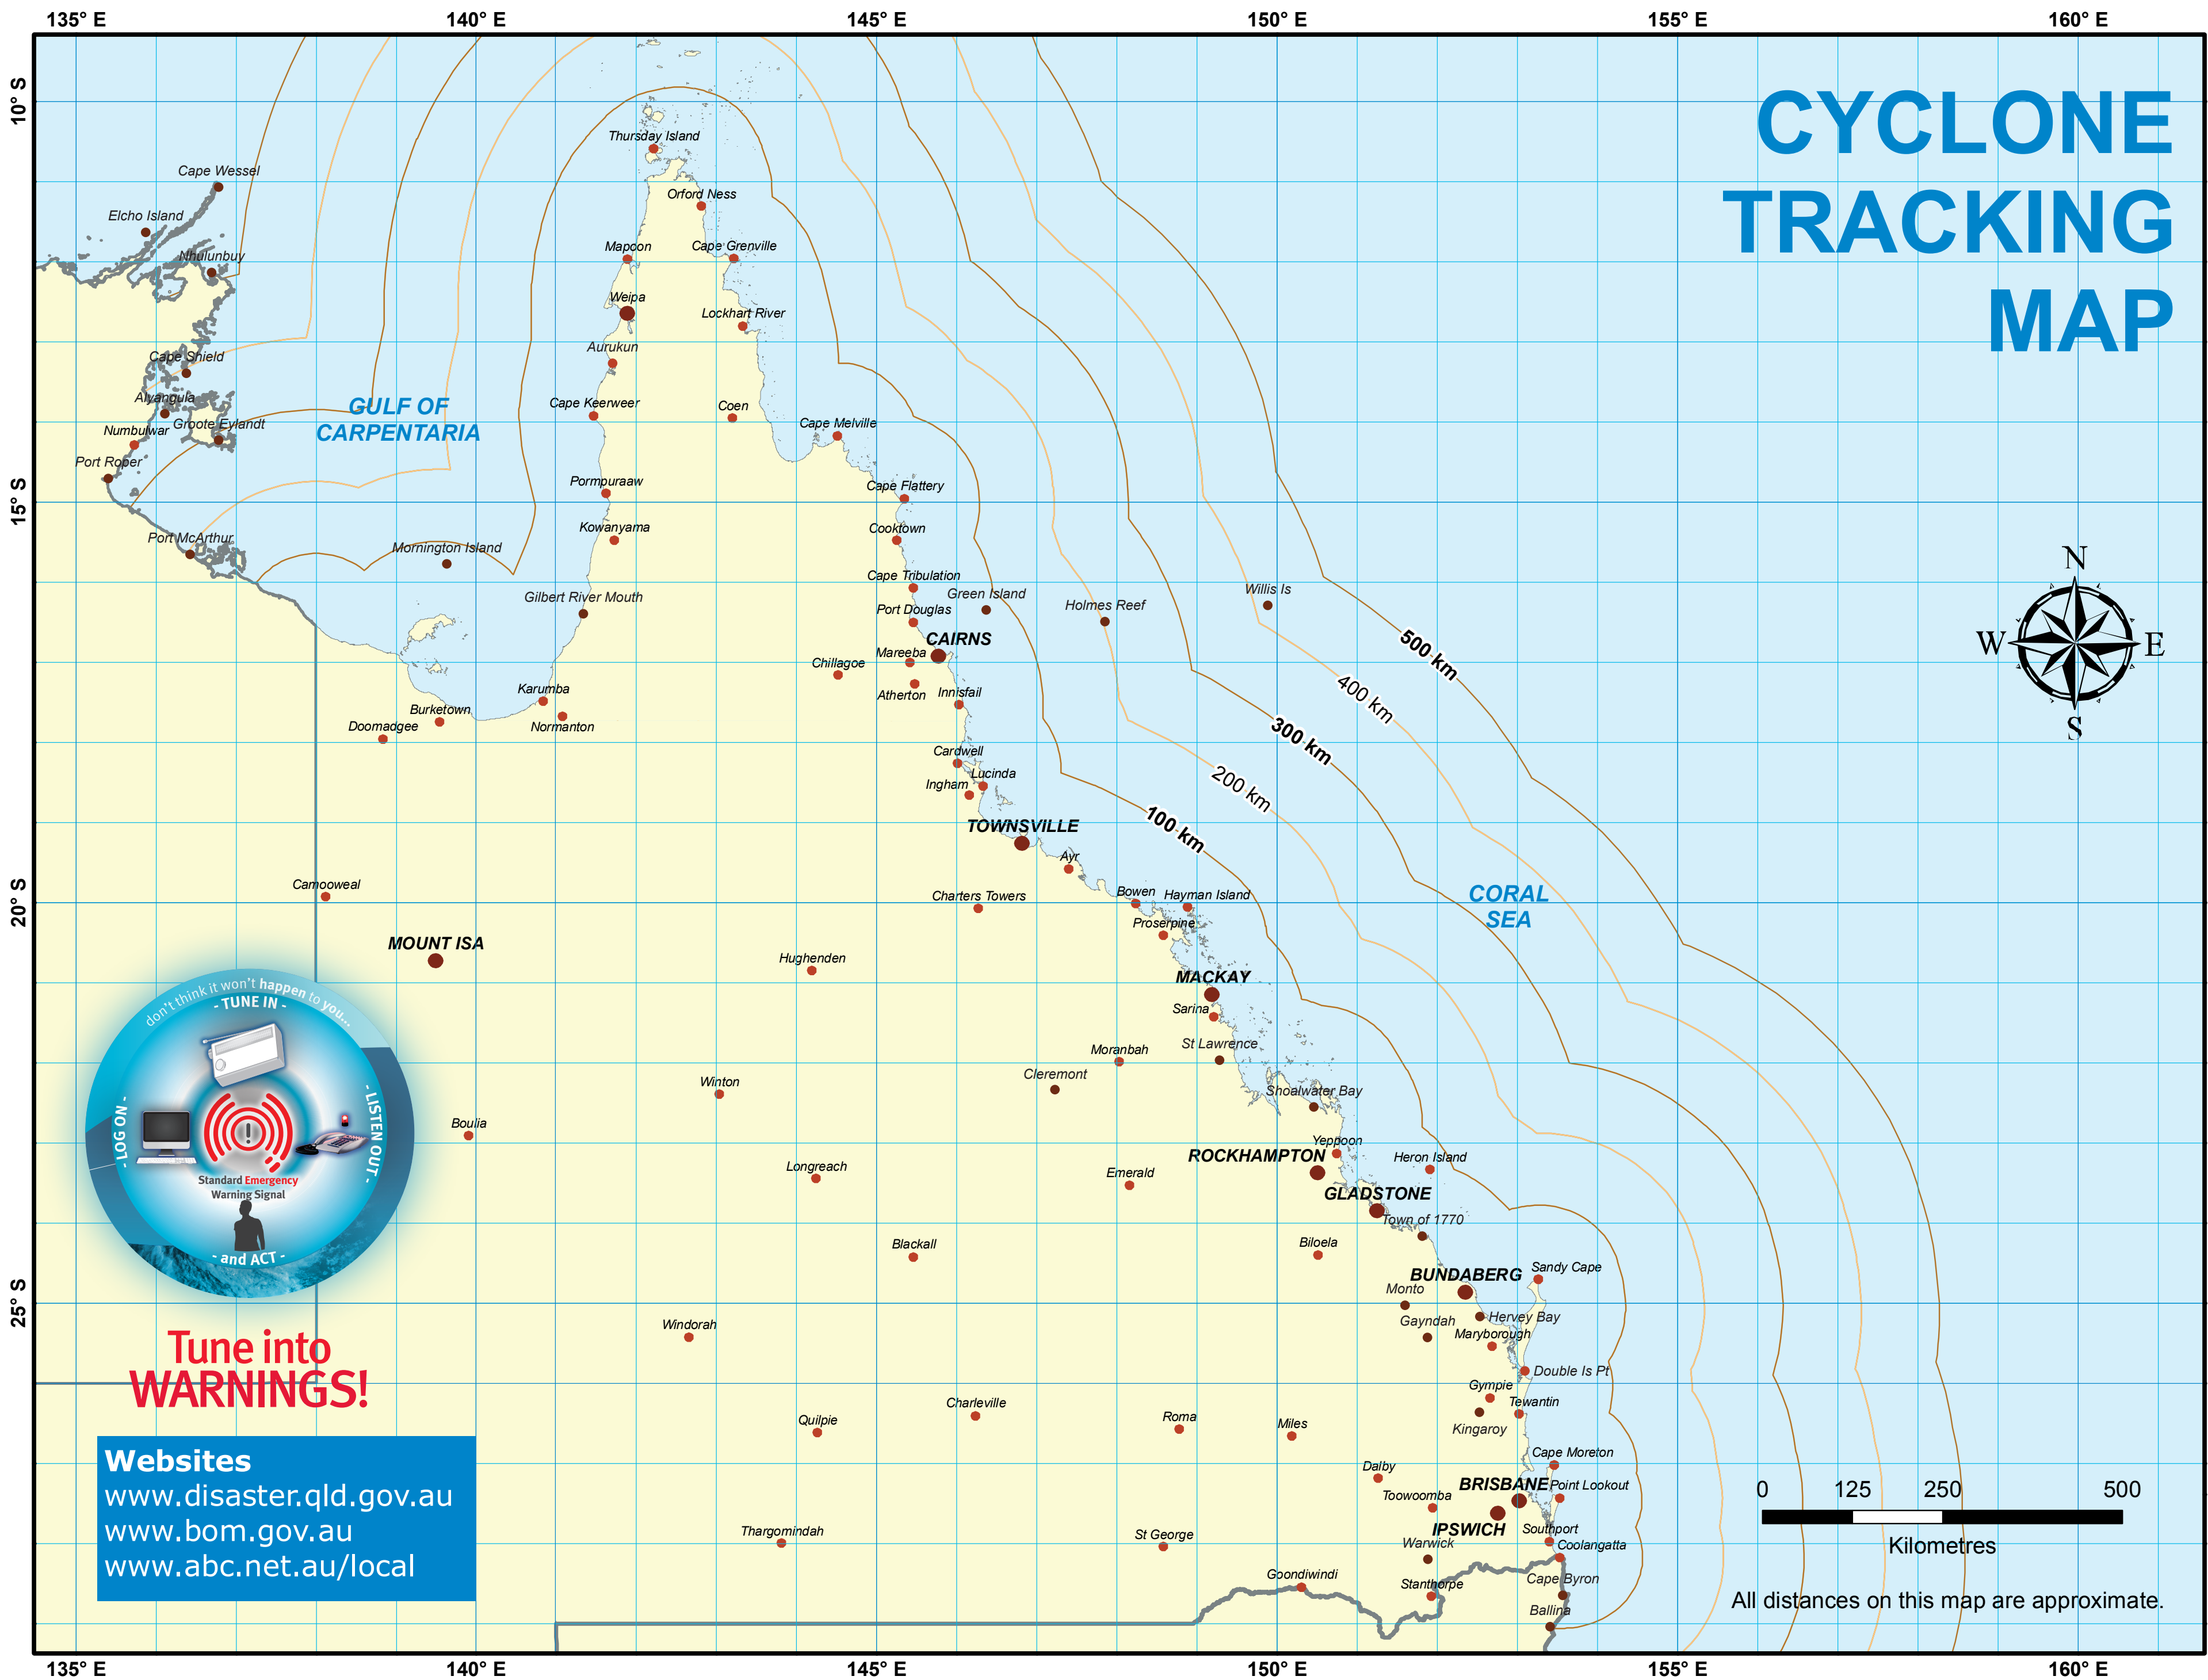 135° E
140° E
145° E
150° E
155° E
160° E
10° S
15° S
20° S
25° S
CYCLONE
TRACKING
MAP
Thursday Island
Cape Wessel
Orford Ness
Elcho Island
Mapoon
Cape Grenville
Nhulunbuy
Weipa
Lockhart River
Aurukun
Cape Shield
Alyangula
Cape Keerweer
Coen
GULF OF
CARPENTARIA
Groote Eylandt
Numbulwar
Cape Melville
Port Roper
Pormpuraaw
Cape Flattery
Kowanyama
Cooktown
Port McArthur
Mornington Island
Cape Tribulation
Green Island
Willis Is
Gilbert River Mouth
Port Douglas
Holmes Reef
CAIRNS
Mareeba
Chillagoe
Atherton
Innisfail
Karumba
Burketown
Normanton
Doomadgee
Cardwell
Lucinda
Ingham
500 km
400 km
300 km
200 km
100 km
N
W
E
S
TOWNSVILLE
Ayr
Camooweal
Charters Towers
Bowen
Hayman Island
Proserpine
CORAL
SEA
MOUNT ISA
Hughenden
MACKAY
Sarina
St Lawrence
Moranbah
Cleremont
Winton
Shoalwater Bay
Boulia
Yeppoon
ROCKHAMPTON
Heron Island
Longreach
Emerald
GLADSTONE
Town of 1770
Blackall
Biloela
BUNDABERG
Sandy Cape
Monto
Hervey Bay
Gayndah
Maryborough
Windorah
Double Is Pt
Gympie
Tewantin
Charleville
Quilpie
Roma
Miles
Kingaroy
Cape Moreton
Dalby
BRISBANE
Point Lookout
Toowoomba
IPSWICH
Southport
Thargomindah
St George
Warwick
Coolangatta
Goondiwindi
Stanthorpe
Cape Byron
Ballina
don't think it won't happen to you...
- TUNE IN -
- LOG ON -
- LISTEN OUT -
Standard Emergency
Warning Signal
- and ACT -
Tune into
WARNINGS!
Websites
www.disaster.qld.gov.au
www.bom.gov.au
www.abc.net.au/local
0 125 250 500
Kilometres
All distances on this map are approximate.
135° E
140° E
145° E
150° E
155° E
160° E